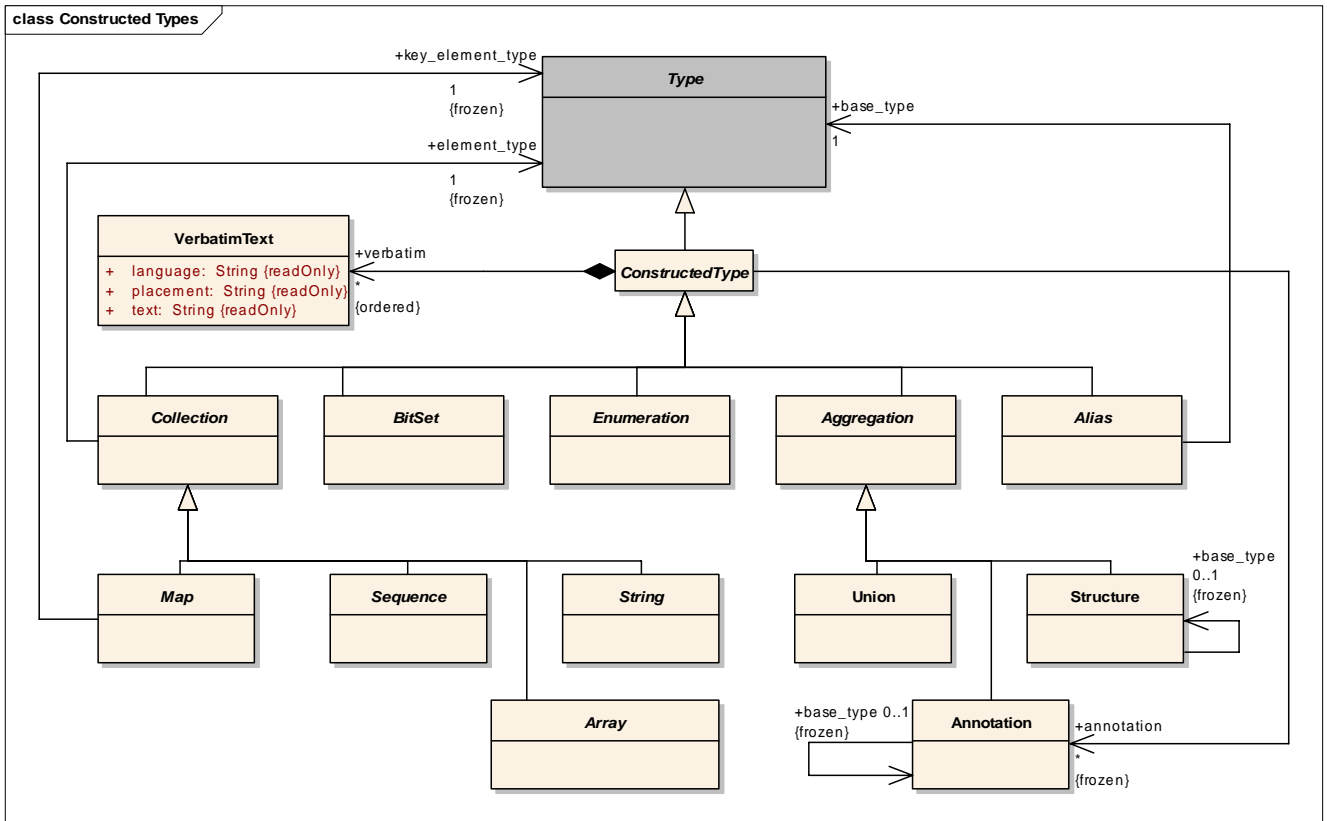 class Constructed Types
+key_element_type
1
{frozen}
Type
+base_type
1
+element_type
1
{frozen}
VerbatimText
+ language: String {readOnly}
+ placement: String {readOnly}
+ text: String {readOnly}
+verbatim
*
{ordered}
ConstructedType
Collection
BitSet
Enumeration
Aggregation
Alias
Map
Sequence
String
Union
Structure
+base_type
0..1
{frozen}
Array
+base_type 0..1
{frozen}
Annotation
+annotation
*
{frozen}